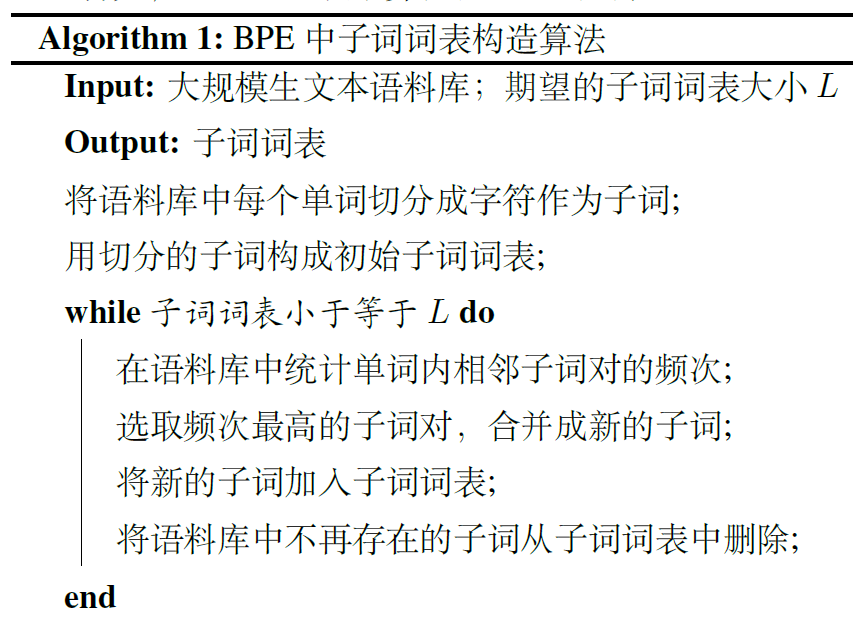 Algorithm 1: BPE 中子词词表构造算法
Input: 大规模生文本语料库；期望的子词词表大小 L
Output: 子词词表
将语料库中每个单词切分成字符作为子词;
用切分的子词构成初始子词词表;
while 子词词表小于等于 L do
在语料库中统计单词内相邻子词对的频次;
选取频次最高的子词对，合并成新的子词;
将新的子词加入子词词表;
将语料库中不再存在的子词从子词词表中删除;
end